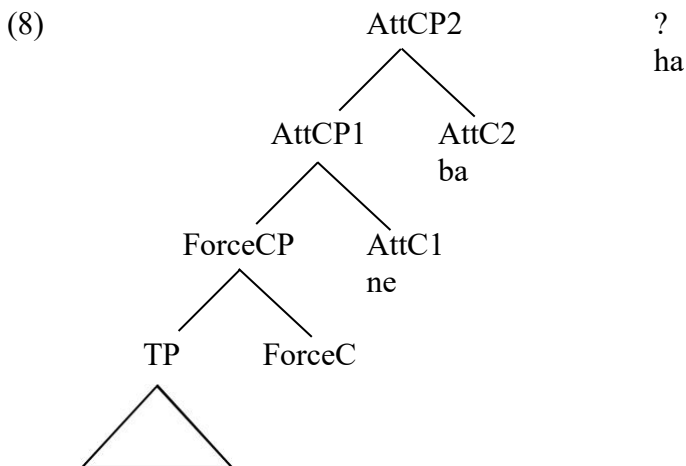 (8) AttCP2 ?
ha
AttCP1 AttC2
ba
ForceCP AttC1
ne
TP ForceC